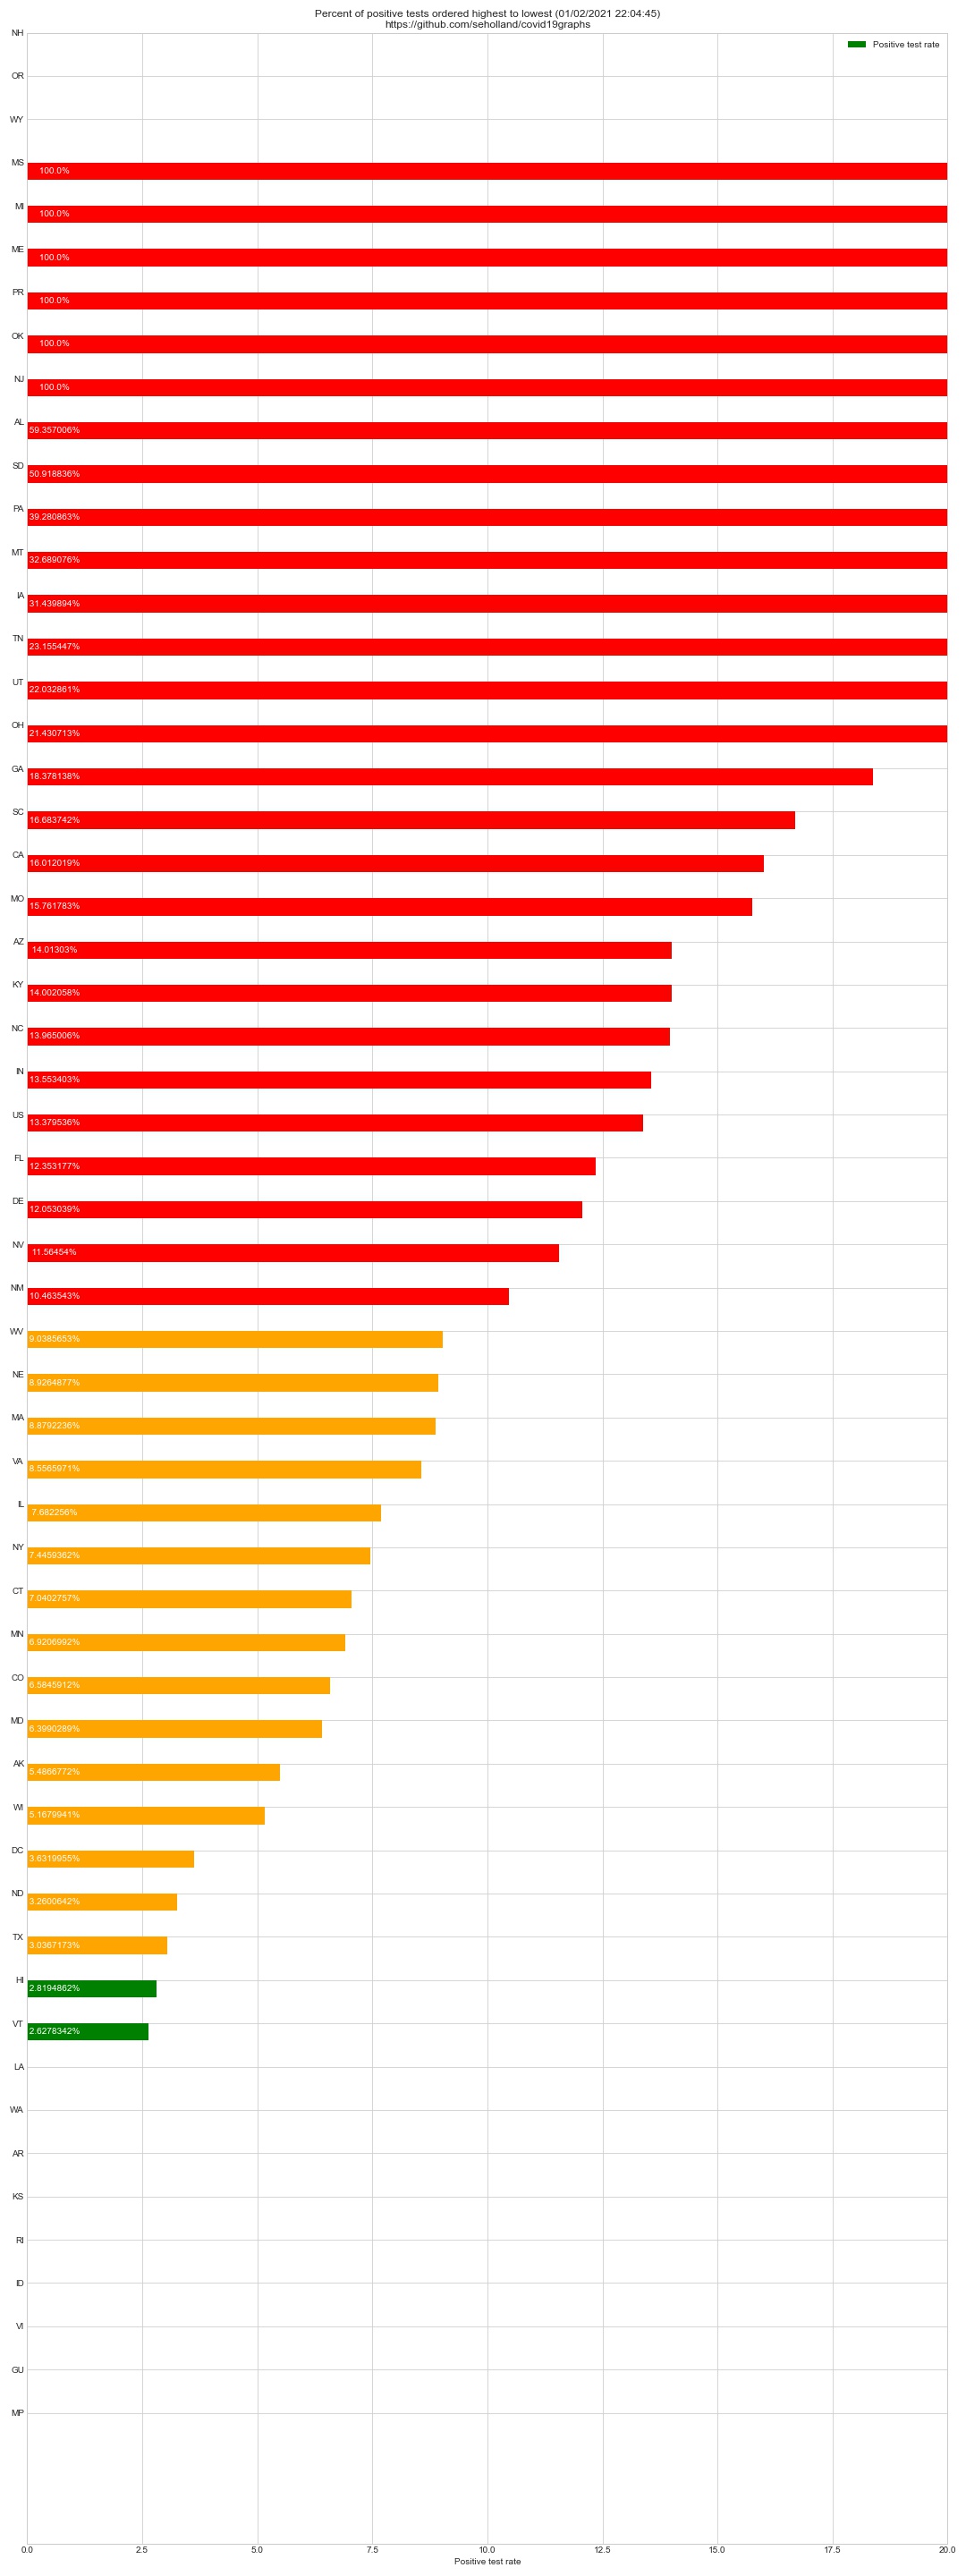 Percent of positive tests ordered highest to lowest (01/02/2021 22:04:45)
https://github.com/seholland/covid19graphs
Positive test rate
NH
OR
WY
MS 100.0%
MI 100.0%
ME 100.0%
PR 100.0%
OK 100.0%
NJ 100.0%
AL 59.357006%
SD 50.918836%
PA 39.280863%
MT 32.689076%
IA 31.439894%
TN 23.155447%
UT 22.032861%
OH 21.430713%
GA 18.378138%
SC 16.683742%
CA 16.012019%
MO 15.761783%
AZ 14.01303%
KY 14.002058%
NC 13.965006%
IN 13.553403%
US 13.379536%
FL 12.353177%
DE 12.053039%
NV 11.56454%
NM 10.463543%
WV 9.0385653%
NE 8.9264877%
MA 8.8792236%
VA 8.5565971%
IL 7.682256%
NY 7.4459362%
CT 7.0402757%
MN 6.9206992%
CO 6.5845912%
MD 6.3990289%
AK 5.4866772%
WI 5.1679941%
DC 3.6319955%
ND 3.2600642%
TX 3.0367173%
HI 2.8194862%
VT 2.6278342%
LA
WA
AR
KS
RI
ID
VI
GU
MP
0.0 2.5 5.0 7.5 10.0 12.5 15.0 17.5 20.0
Positive test rate